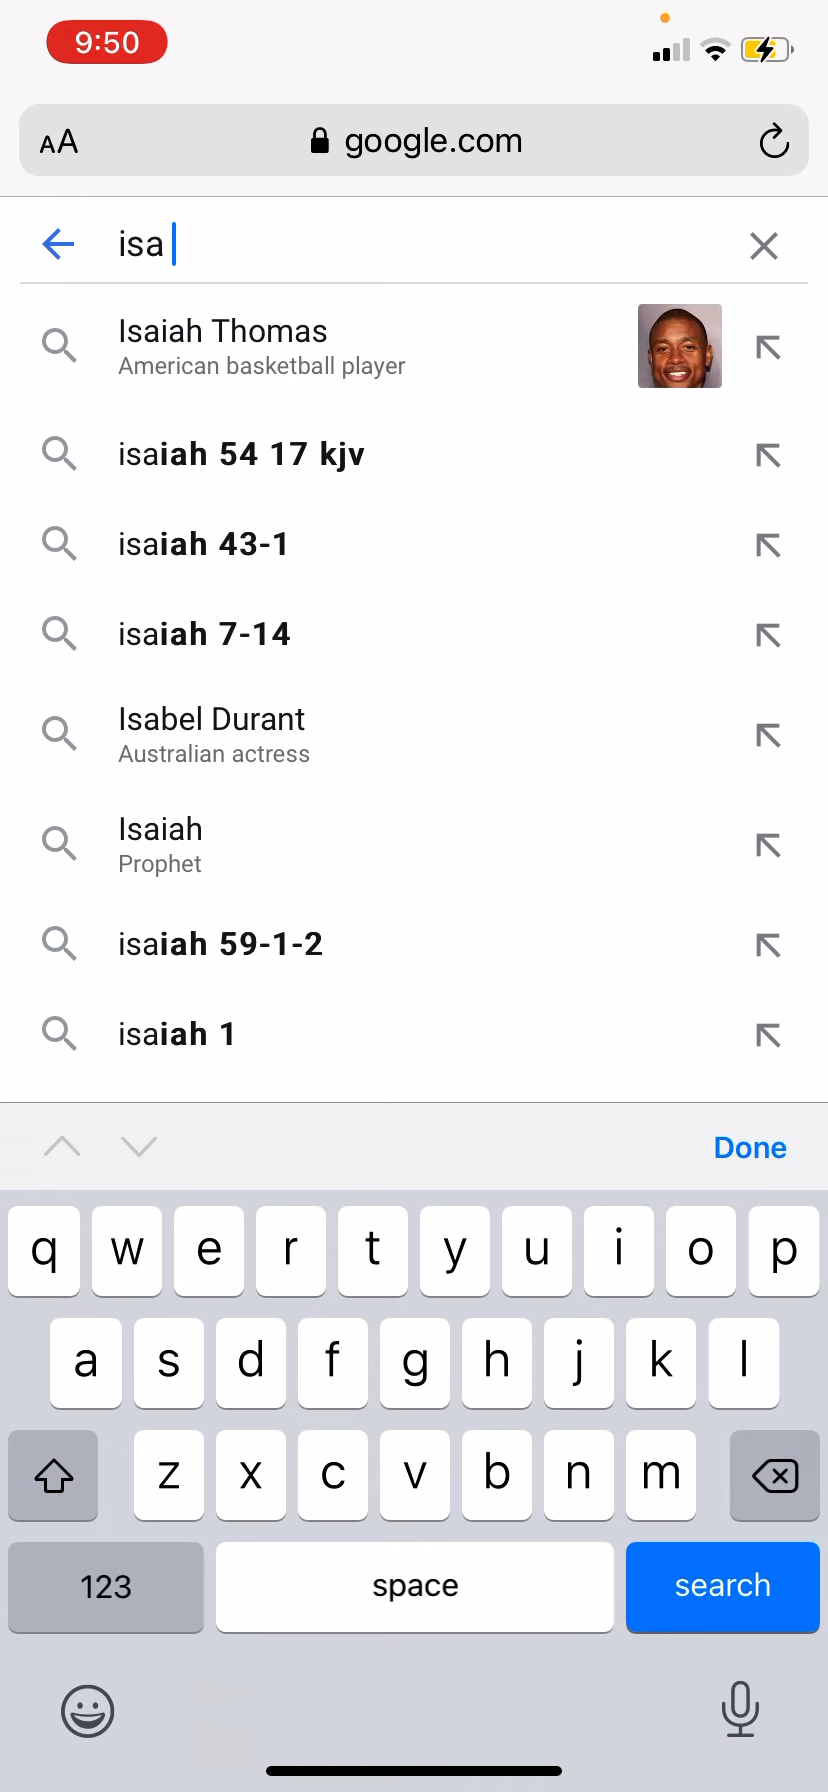 9:50
AA google.com
isa
Isaiah Thomas
American basketball player
isaiah 54 17 kjv
isaiah 43-1
isaiah 7-14
Isabel Durant
Australian actress
Isaiah
Prophet
isaiah 59-1-2
isaiah 1
Done
q w e r t y u i o p
a s d f g h j k l
z x c v b n m
123 space search